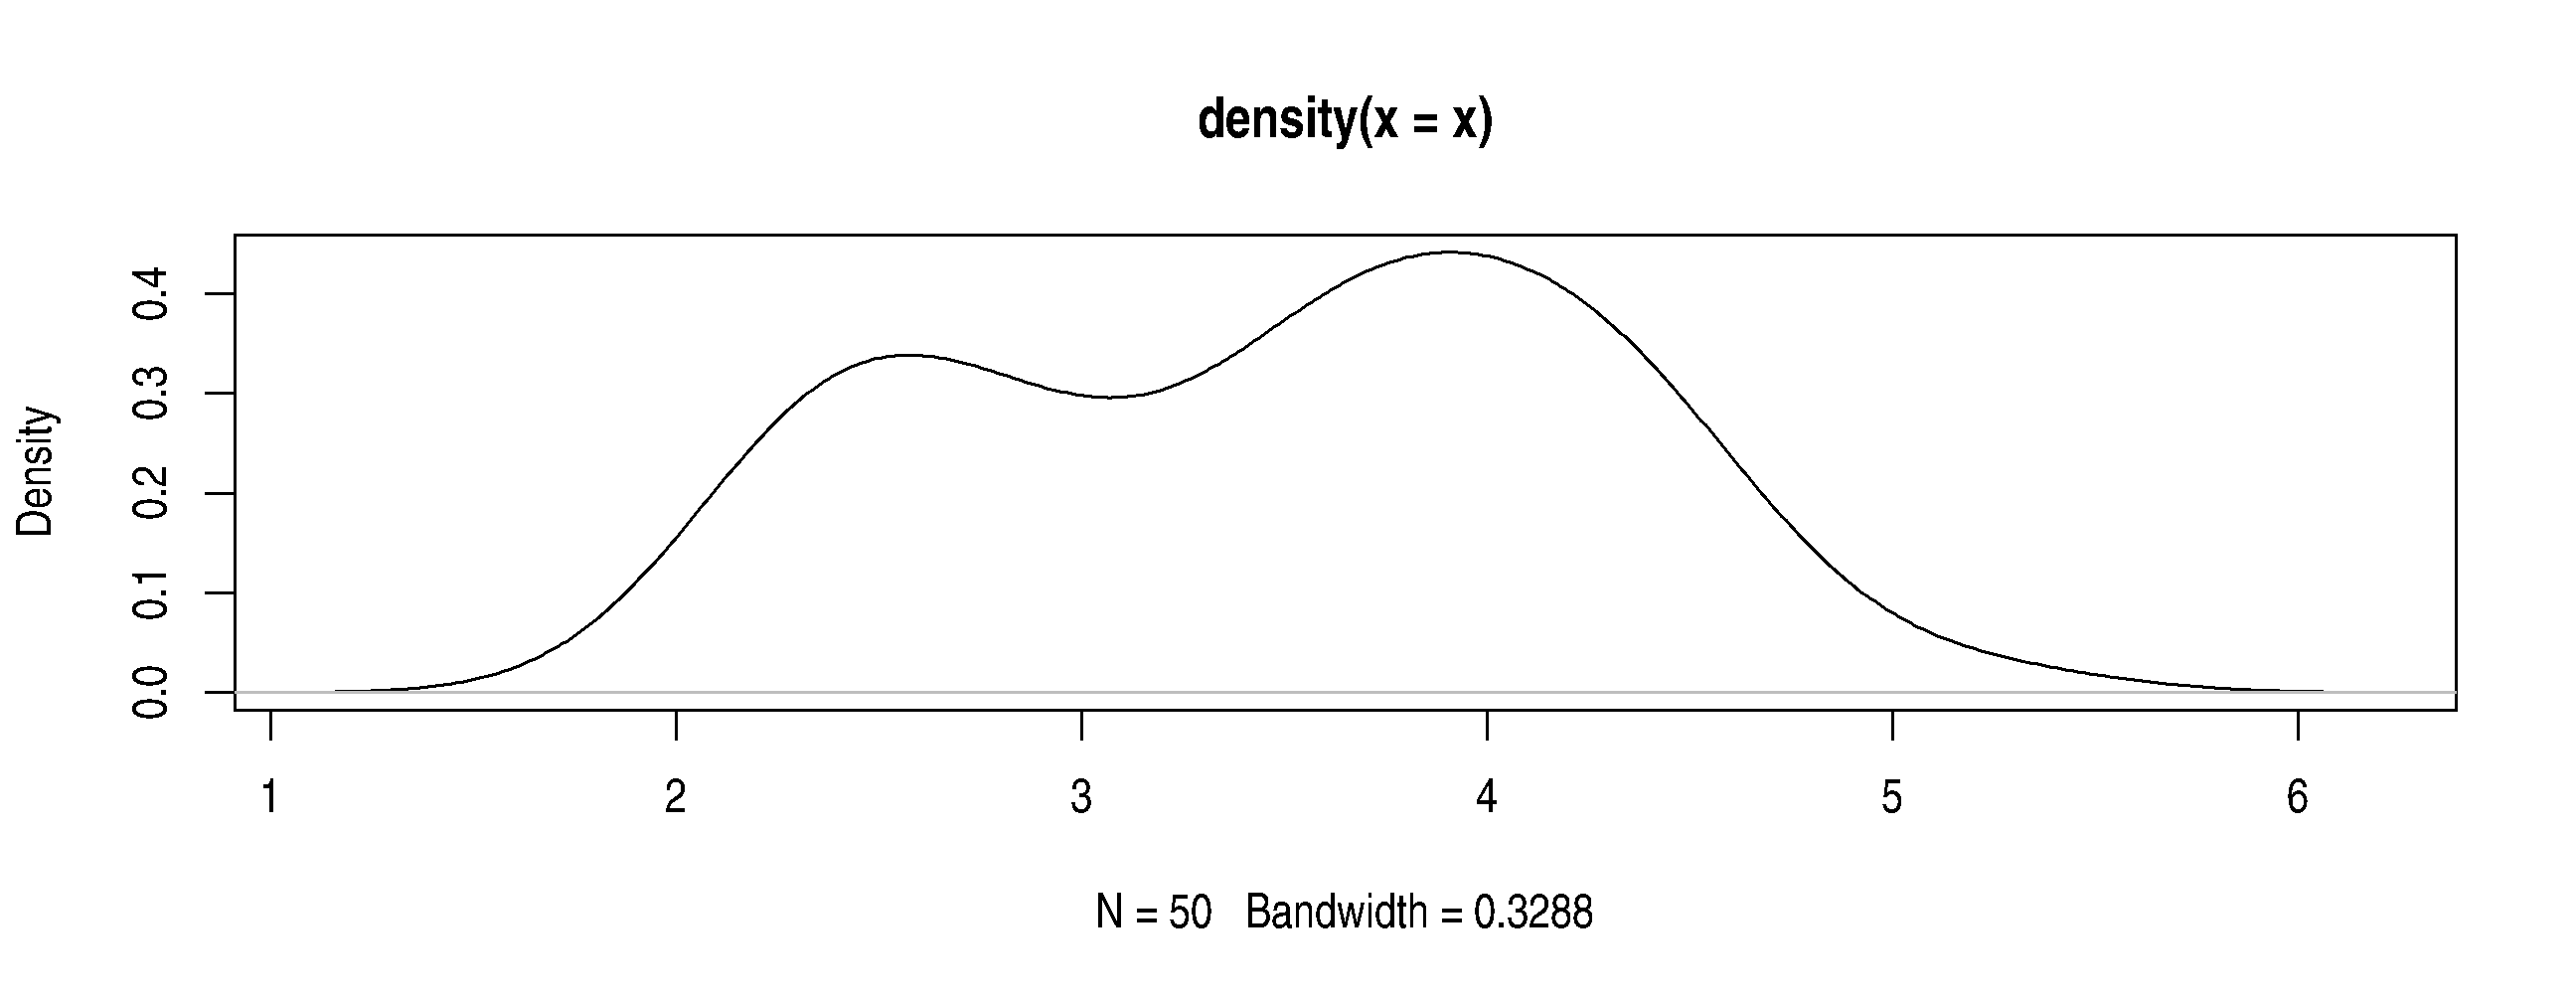 density(x = x)
Density
0.4
0.3
0.2
0.1
0.0
1 2 3 4 5 6
N = 50 Bandwidth = 0.3288